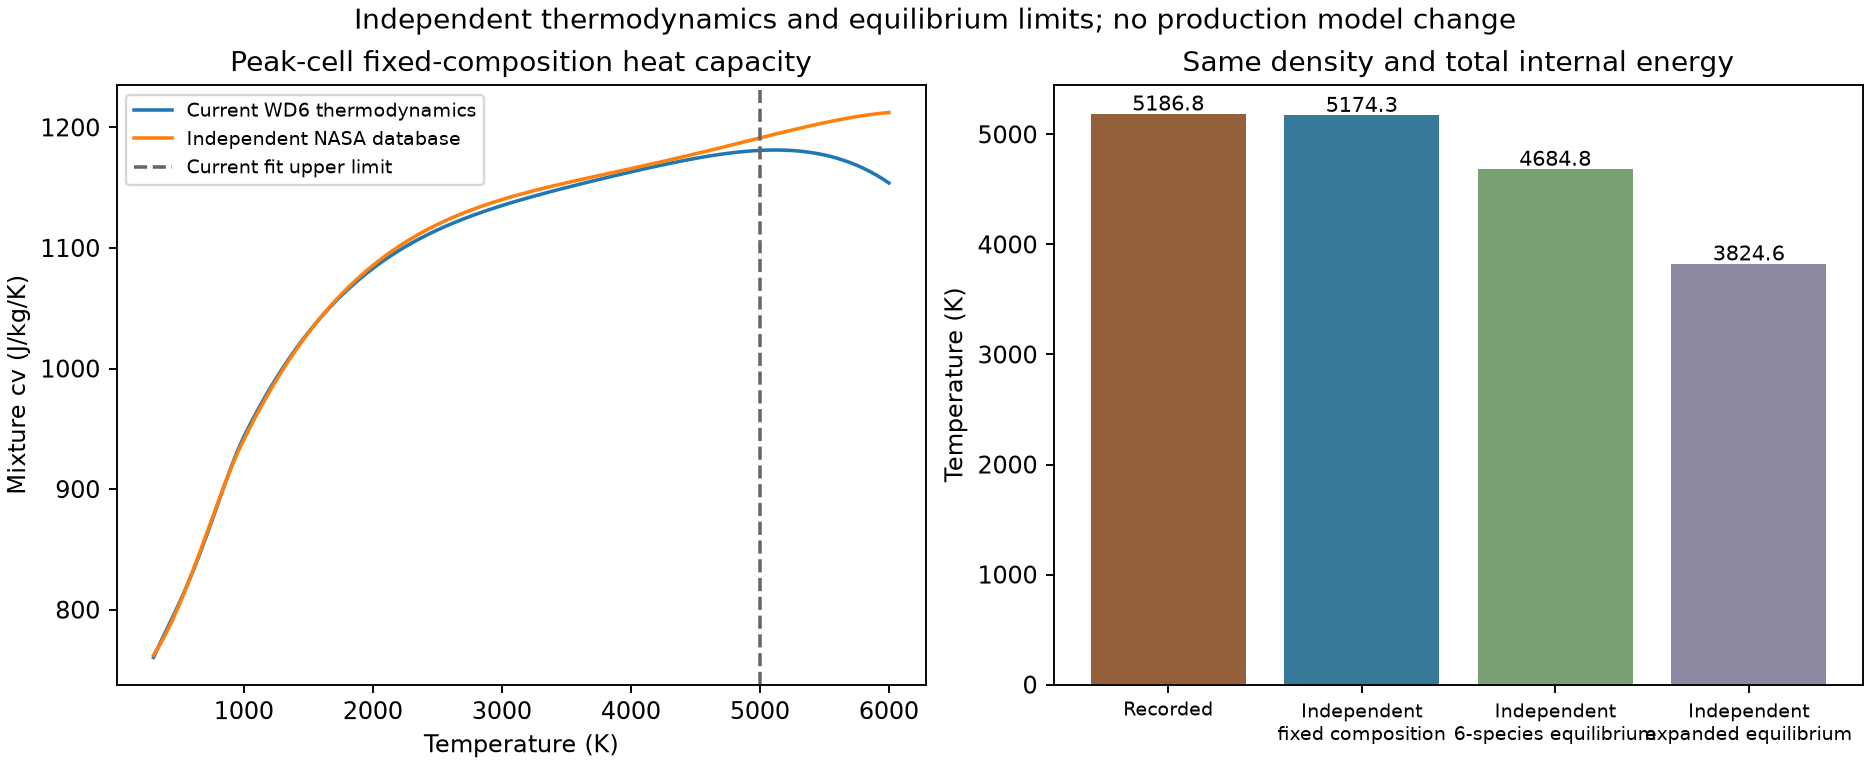 Independent thermodynamics and equilibrium limits; no production model change
Peak-cell fixed-composition heat capacity
Current WD6 thermodynamics
Independent NASA database
Current fit upper limit
Mixture cv (J/kg/K)
1200
1100
1000
900
800
1000 2000 3000 4000 5000 6000
Temperature (K)
Same density and total internal energy
Temperature (K)
5000
4000
3000
2000
1000
0
5186.8
5174.3
4684.8
3824.6
Recorded
Independent
fixed composition
Independent
6-species equilibrium
Independent
expanded equilibrium